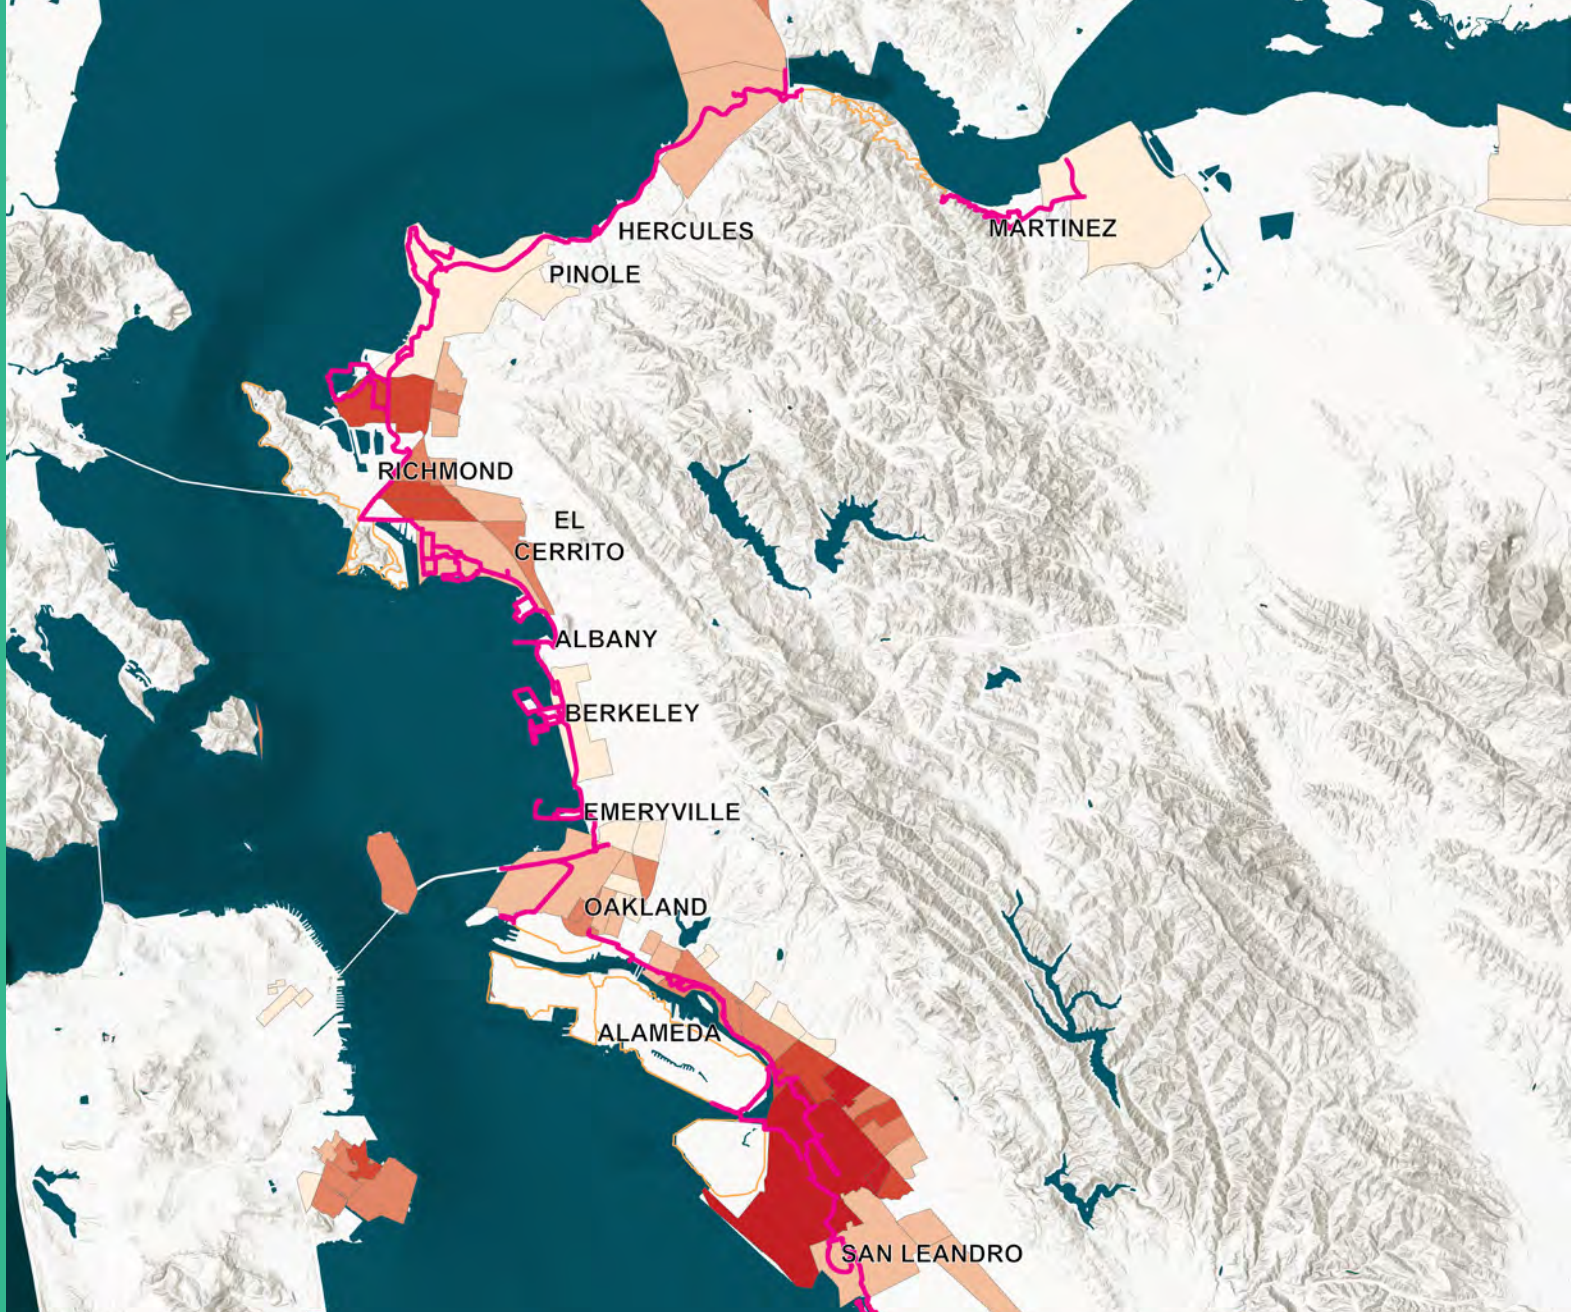 HERCULES
MARTINEZ
PINOLE
RICHMOND
EL
CERRITO
ALBANY
BERKELEY
EMERYVILLE
OAKLAND
ALAMEDA
SAN LEANDRO